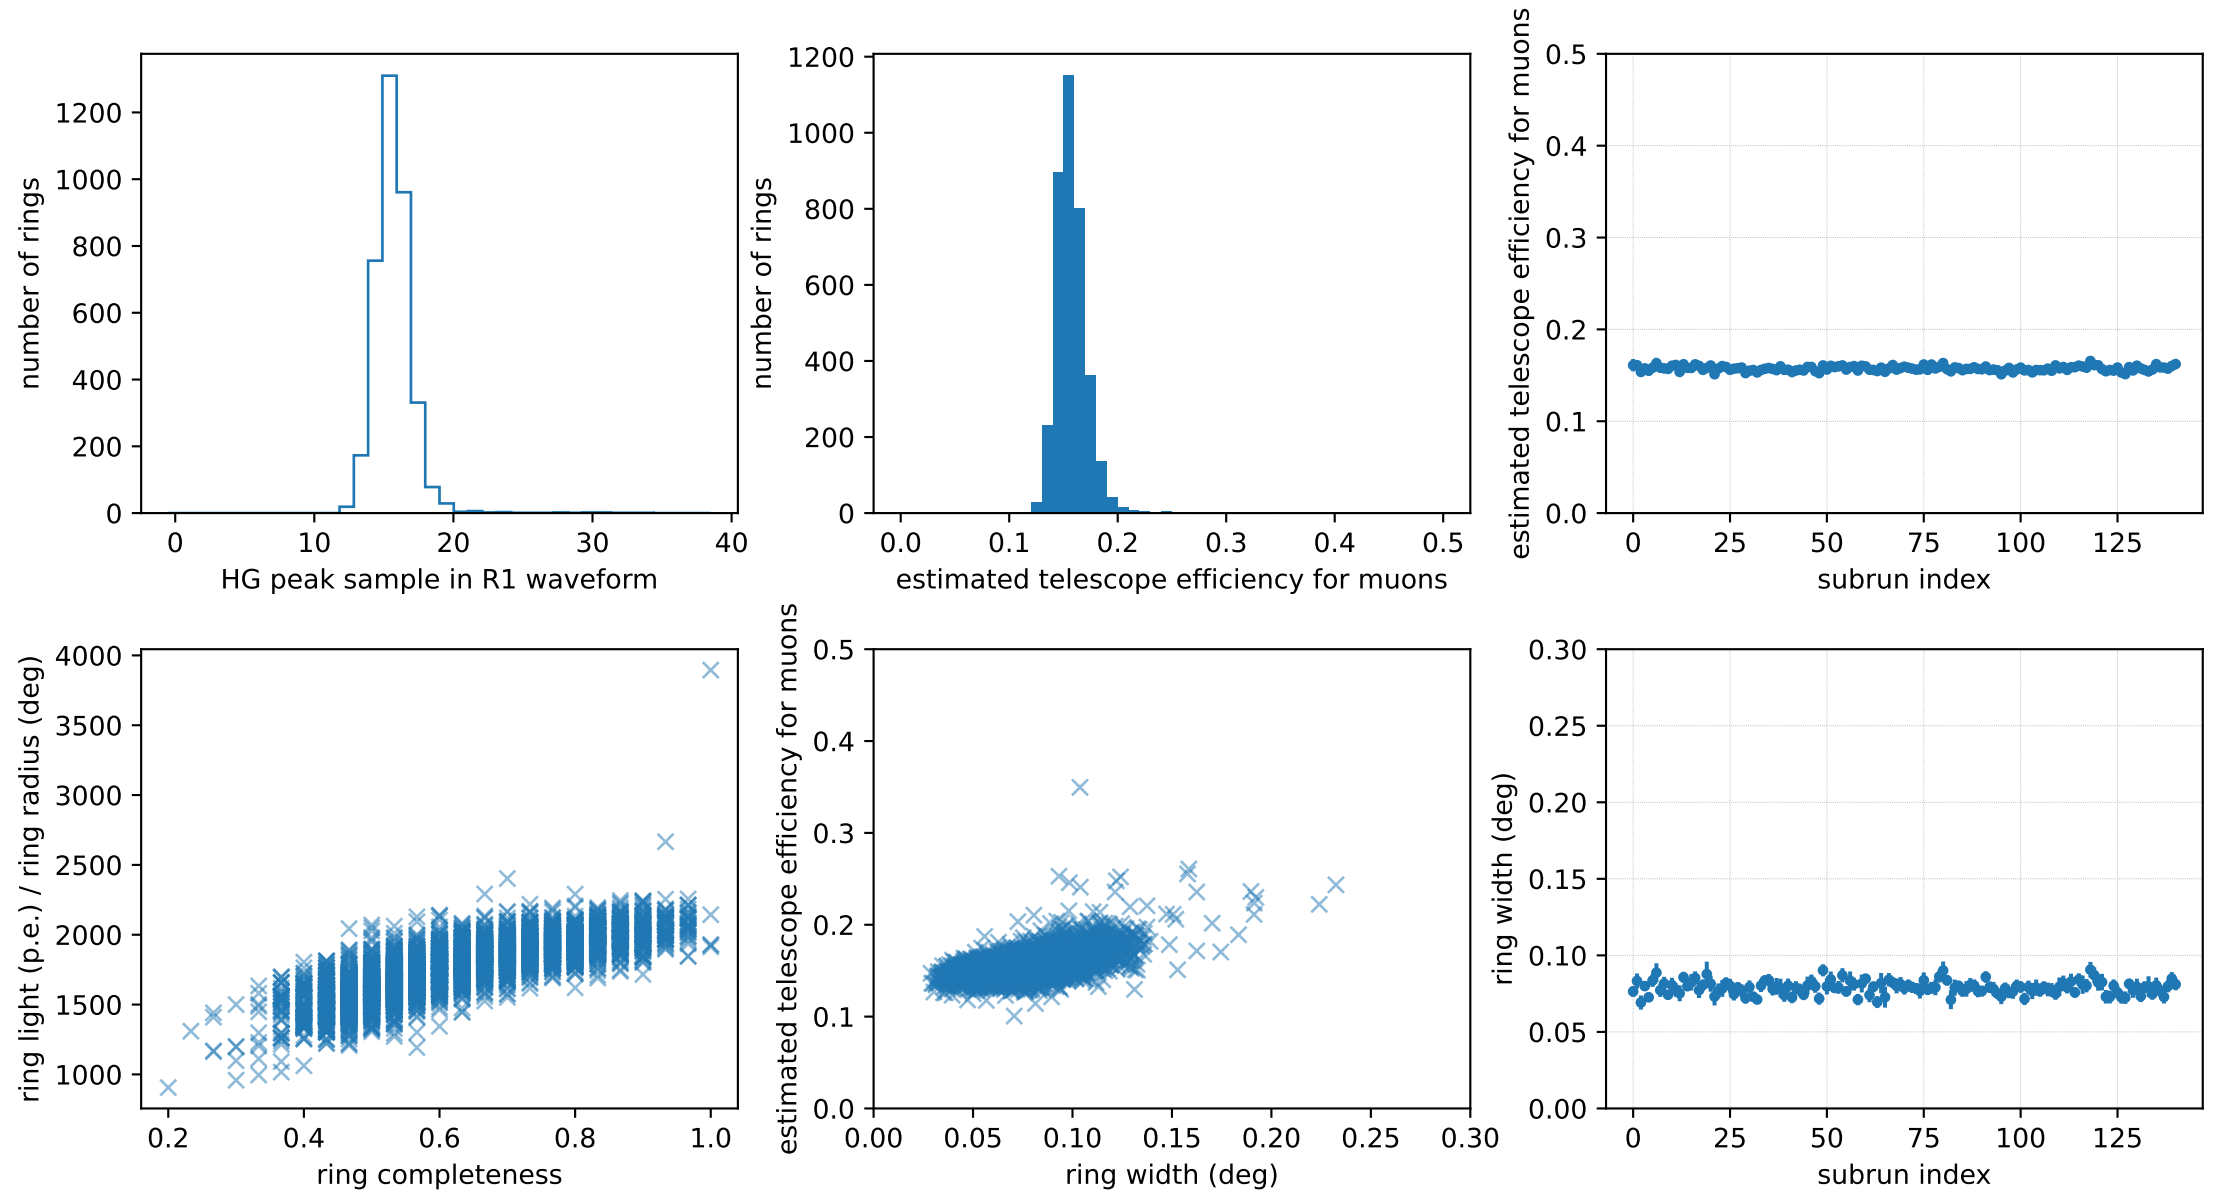 number of rings
1200
1000
800
600
400
200
0
0 10 20 30 40
HG peak sample in R1 waveform
number of rings
1200
1000
800
600
400
200
0
0.0 0.1 0.2 0.3 0.4 0.5
estimated telescope efficiency for muons
estimated telescope efficiency for muons
0.5
0.4
0.3
0.2
0.1
0.0
0 25 50 75 100 125
subrun index
ring light (p.e.) / ring radius (deg)
4000
3500
3000
2500
2000
1500
1000
0.2 0.4 0.6 0.8 1.0
ring completeness
estimated telescope efficiency for muons
0.5
0.4
0.3
0.2
0.1
0.0
0.00 0.05 0.10 0.15 0.20 0.25 0.30
ring width (deg)
ring width (deg)
0.30
0.25
0.20
0.15
0.10
0.05
0.00
0 25 50 75 100 125
subrun index